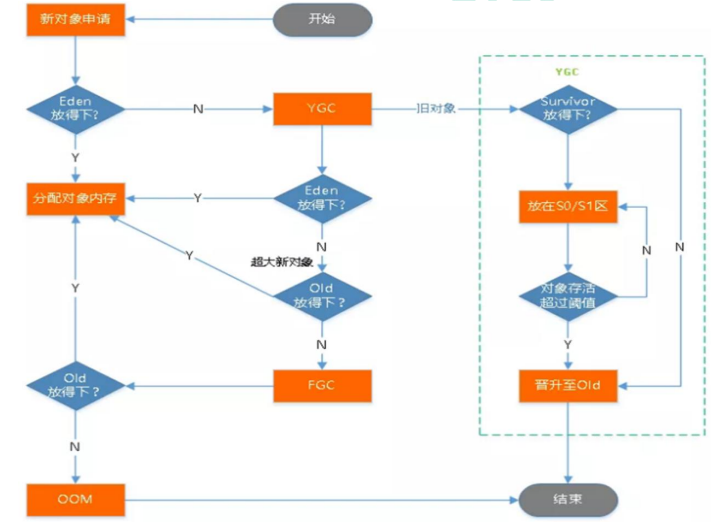 新对象申请
开始
YGC
Eden
放得下?
N
YGC
旧对象
Survivor
放得下?
Y
分配对象内存
Y
Eden
放得下?
放在S0/S1区
N
N
Y
N
超大新对象
Old
放得下?
对象存活
超过阈值
Y
N
Y
Old
放得下?
FGC
晋升至Old
N
OOM
结束